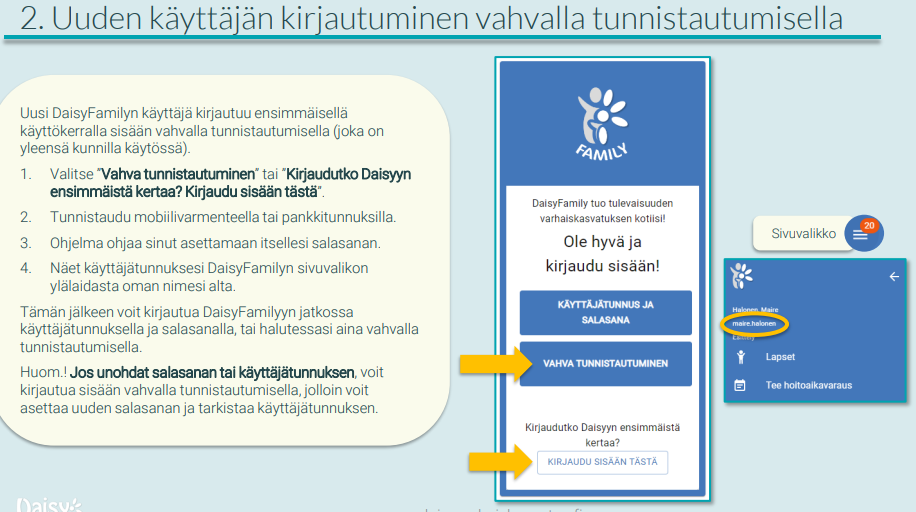 2. Uuden käyttäjän kirjautuminen vahvalla tunnistautumisella
Uusi DaisyFamilyn käyttäjä kirjautuu ensimmäisellä
käyttökerralla sisään vahvalla tunnistautumisella (joka on
yleensä kunnilla käytössä).
1. Valitse "Vahva tunnistautuminen" tai "Kirjaudutko Daisyyn
ensimmäistä kertaa? Kirjaudu sisään tästä".
2. Tunnistaudu mobiilivarmenteella tai pankkitunnuksilla.
3. Ohjelma ohjaa sinut asettamaan itsellesi salasanan.
4. Näet käyttäjätunnuksesi DaisyFamilyn sivuvalikon
ylälaidasta oman nimesi alta.
Tämän jälkeen voit kirjautua DaisyFamilyyn jatkossa
käyttäjätunnuksella ja salasanalla, tai halutessasi aina vahvalla
tunnistautumisella.
Huom.! Jos unohdat salasanan tai käyttäjätunnuksen, voit
kirjautua sisään vahvalla tunnistautumisella, jolloin voit
asettaa uuden salasanan ja tarkistaa käyttäjätunnuksen.
FAMILY
DaisyFamily tuo tulevaisuuden
varhaiskasvatuksen kotiisi!
Ole hyvä ja
kirjaudu sisään!
KÄYTTÄJÄTUNNUS JA
SALASANA
VAHVA TUNNISTAUTUMINEN
Kirjaudutko Daisyyn ensimmäistä
kertaa?
KIRJAUDU SISÄÄN TÄSTÄ
Sivuvalikko
20
Halonen, Maire
maire.halonen
Lapset
Tee hoitoaikavaraus
Daisy